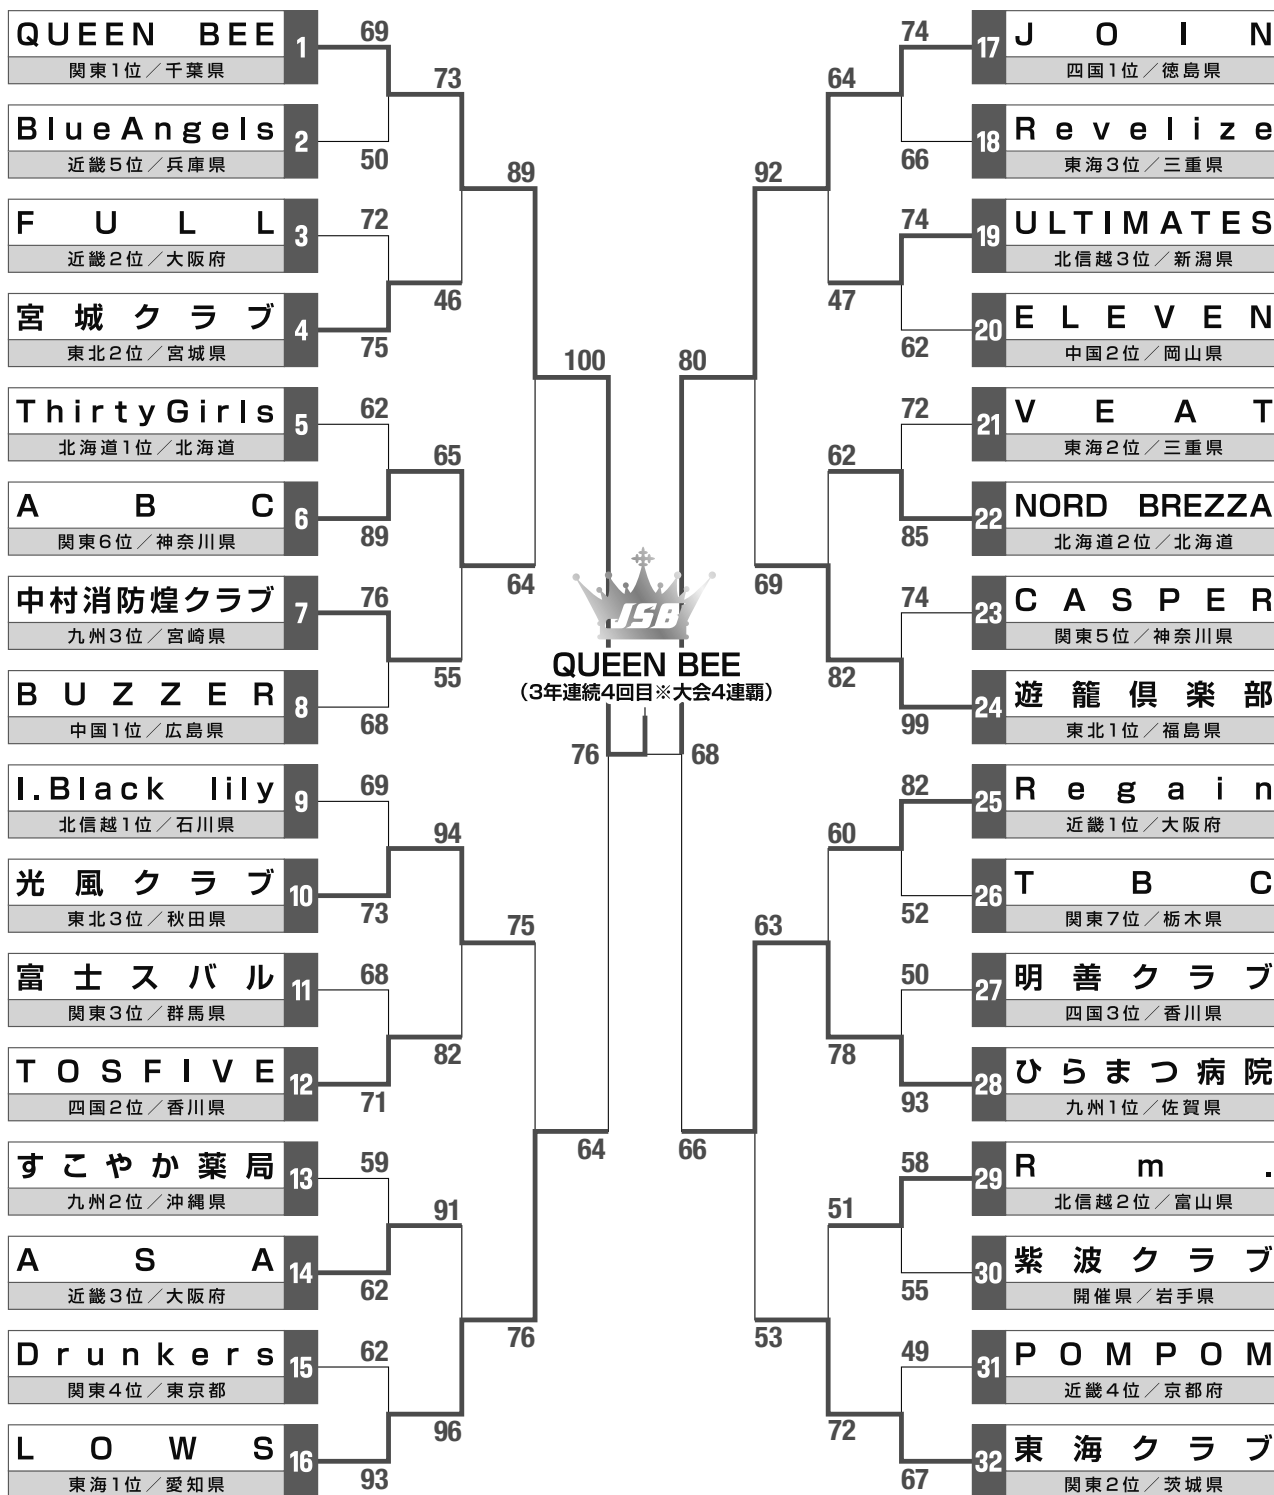 QUEEN BEE
関東1位／千葉県
1
69
BlueAngels
近畿5位／兵庫県
2
50
73
FULL
近畿2位／大阪府
3
72
宮城クラブ
東北2位／宮城県
4
75
46
89
ThirtyGirls
北海道1位／北海道
5
62
ABC
関東6位／神奈川県
6
89
65
中村消防煌クラブ
九州3位／宮崎県
7
76
BUZZER
中国1位／広島県
8
68
55
64
100
I.Black lily
北信越1位／石川県
9
69
光風クラブ
東北3位／秋田県
10
73
94
富士スバル
関東3位／群馬県
11
68
TOSFIVE
四国2位／香川県
12
71
82
75
すこやか薬局
九州2位／沖縄県
13
59
ASA
近畿3位／大阪府
14
62
91
Drunkers
関東4位／東京都
15
62
LOWS
東海1位／愛知県
16
93
96
76
64
JSB
QUEEN BEE
（3年連続4回目※大会4連覇）
76
68
74
17
JOIN
四国1位／徳島県
66
18
Revelize
東海3位／三重県
64
74
19
ULTIMATES
北信越3位／新潟県
62
20
ELEVEN
中国2位／岡山県
47
92
72
21
VEAT
東海2位／三重県
85
22
NORD BREZZA
北海道2位／北海道
62
74
23
CASPER
関東5位／神奈川県
99
24
遊籠倶楽部
東北1位／福島県
82
69
80
82
25
Regain
近畿1位／大阪府
52
26
TBC
関東7位／栃木県
60
50
27
明善クラブ
四国3位／香川県
93
28
ひらまつ病院
九州1位／佐賀県
78
63
58
29
Rm.
北信越2位／富山県
55
30
紫波クラブ
開催県／岩手県
51
49
31
POMPOM
近畿4位／京都府
67
32
東海クラブ
関東2位／茨城県
72
53
66